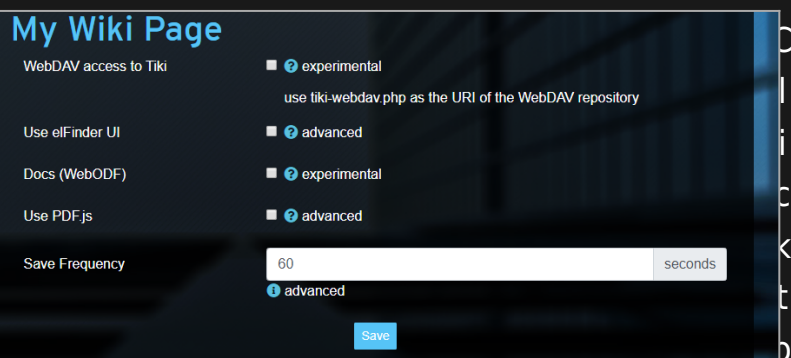 My Wiki Page
WebDAV access to Tiki ? experimental
use tiki-webdav.php as the URI of the WebDAV repository
Use elFinder UI ? advanced
Docs (WebODF) ? experimental
Use PDF.js ? advanced
Save Frequency 60 seconds
i advanced
Save